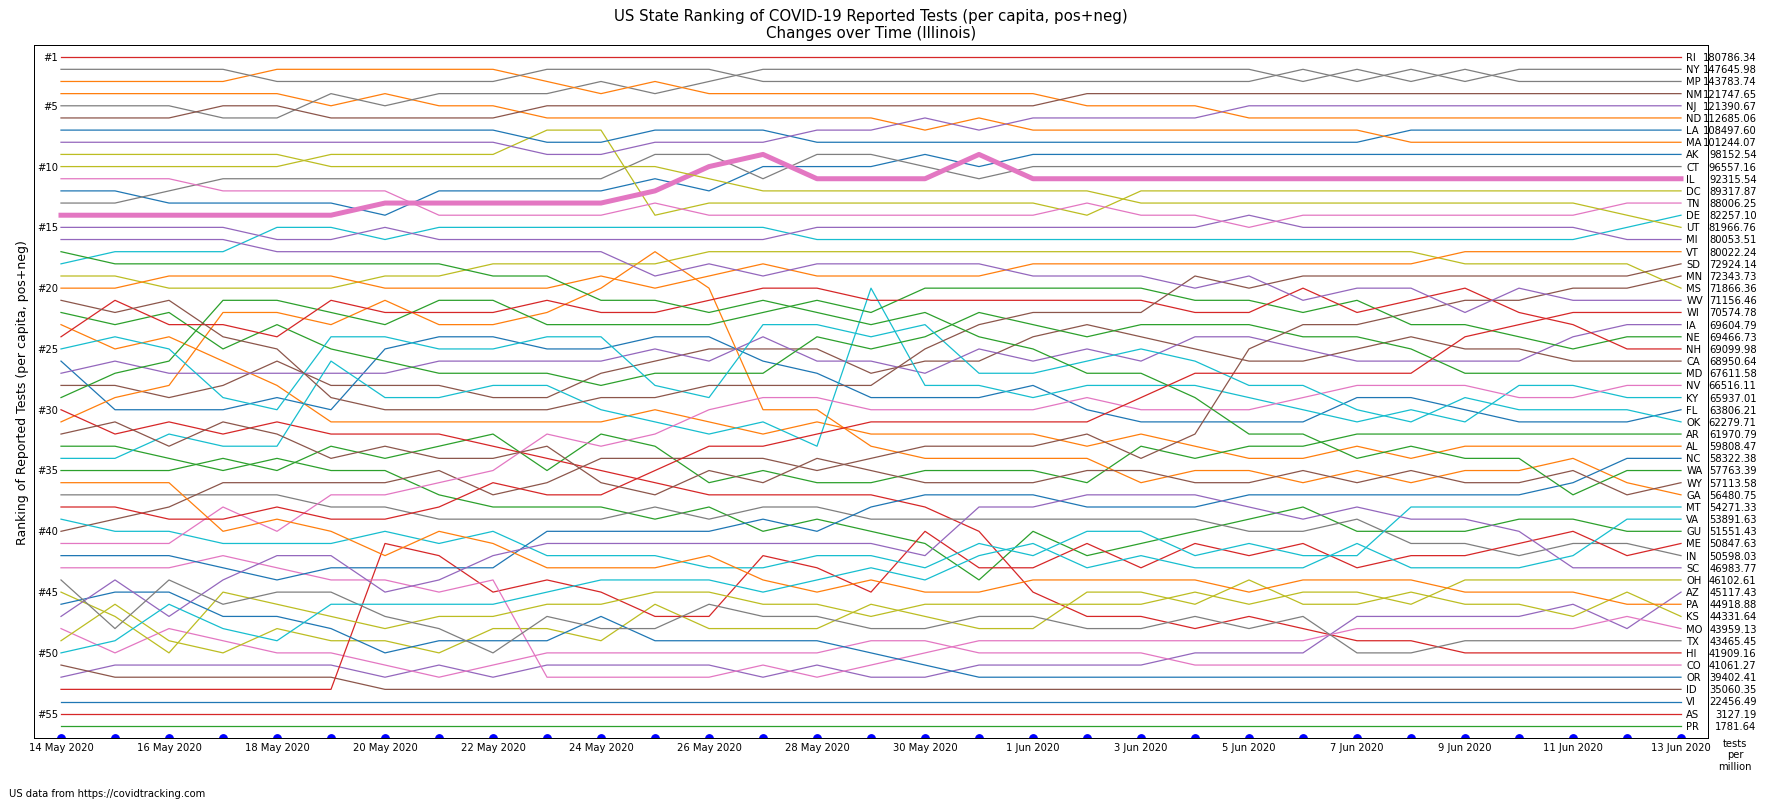 US State Ranking of COVID-19 Reported Tests (per capita, pos+neg)
Changes over Time (Illinois)
Ranking of Reported Tests (per capita, pos+neg)
#1
#5
#10
#15
#20
#25
#30
#35
#40
#45
#50
#55
RI 180786.34
NY 147645.98
MP 143783.74
NM 121747.65
NJ 121390.67
ND 112685.06
LA 108497.60
MA 101244.07
AK 98152.54
CT 96557.16
IL 92315.54
DC 89317.87
TN 88006.25
DE 82257.10
UT 81966.76
MI 80053.51
VT 80022.24
SD 72924.14
MN 72343.73
MS 71866.36
WV 71156.46
WI 70574.78
IA 69604.79
NE 69466.73
NH 69099.98
CA 68950.64
MD 67611.58
NV 66516.11
KY 65937.01
FL 63806.21
OK 62279.71
AR 61970.79
AL 59808.47
NC 58322.38
WA 57763.39
WY 57113.58
GA 56480.75
MT 54271.33
VA 53891.63
GU 51551.43
ME 50847.63
IN 50598.03
SC 46983.77
OH 46102.61
AZ 45117.43
PA 44918.88
KS 44331.64
MO 43959.13
TX 43465.45
HI 41909.16
CO 41061.27
OR 39402.41
ID 35060.35
VI 22456.49
AS 3127.19
PR 1781.64
14 May 2020 16 May 2020 18 May 2020 20 May 2020 22 May 2020 24 May 2020 26 May 2020 28 May 2020 30 May 2020 1 Jun 2020 3 Jun 2020 5 Jun 2020 7 Jun 2020 9 Jun 2020 11 Jun 2020 13 Jun 2020
tests
per
million
US data from https://covidtracking.com